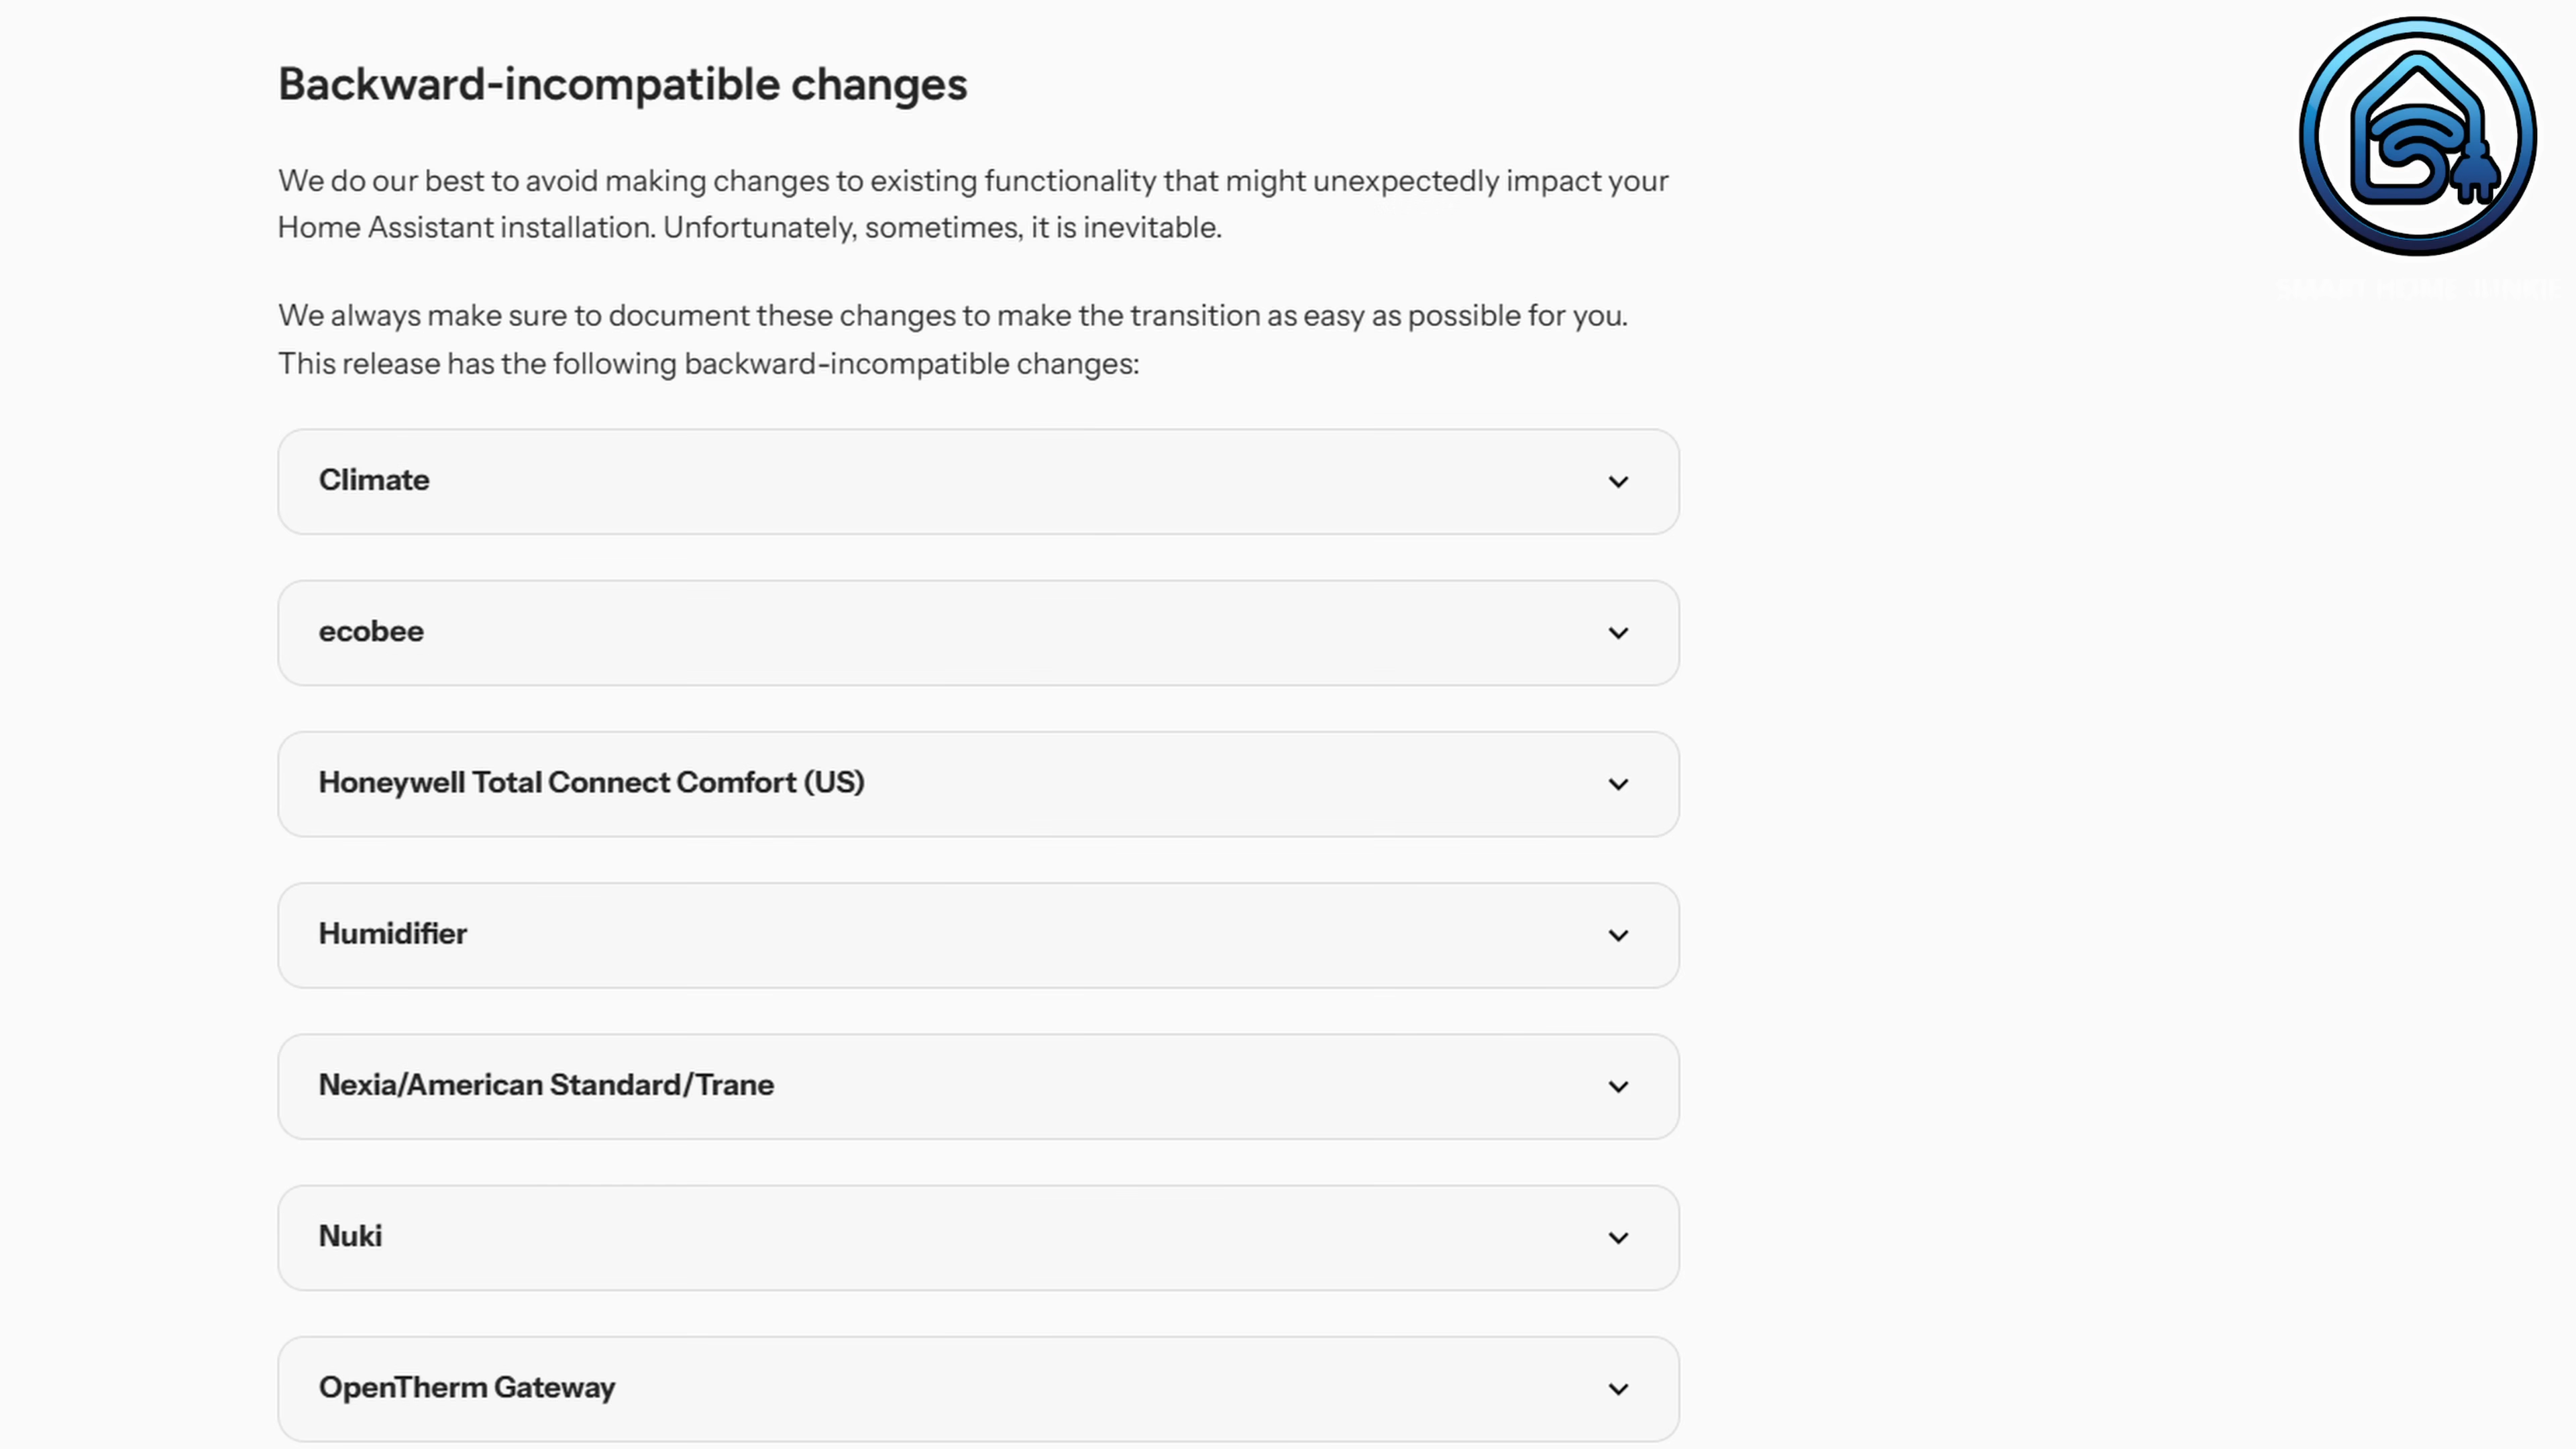 Backward-incompatible changes
We do our best to avoid making changes to existing functionality that might unexpectedly impact your
Home Assistant installation. Unfortunately, sometimes, it is inevitable.
We always make sure to document these changes to make the transition as easy as possible for you.
This release has the following backward-incompatible changes:
Climate
ecobee
Honeywell Total Connect Comfort (US)
Humidifier
Nexia/American Standard/Trane
Nuki
OpenTherm Gateway